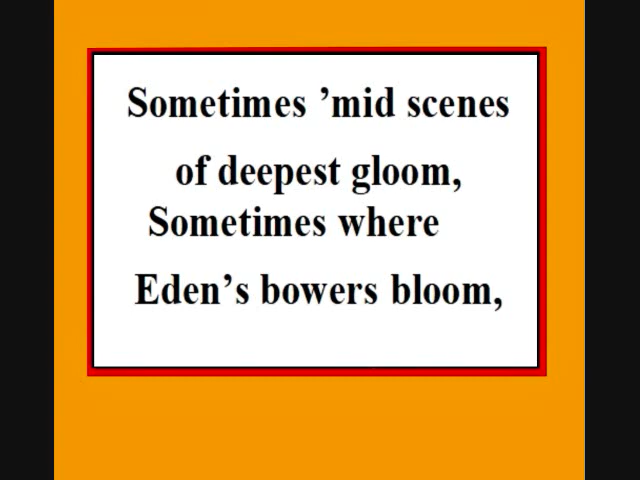 Sometimes ’mid scenes
of deepest gloom,
Sometimes where
Eden’s bowers bloom,